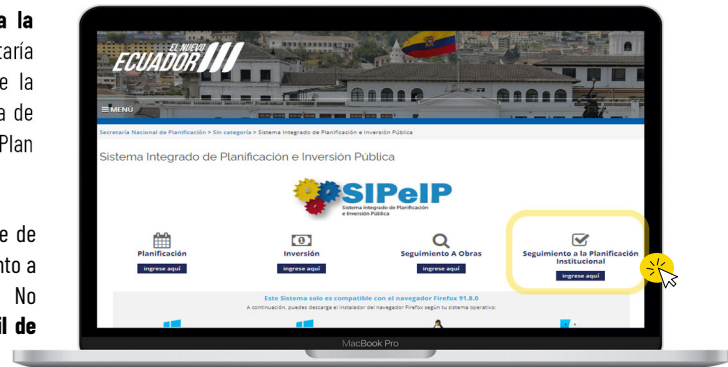 a la
taría
e la
a de
Plan
e de
nto a
No
il de
EL NUEVO
ECUADOR
MENÚ
Secretaría Nacional de Planificación > Sin categoría > Sistema Integrado de Planificación e Inversión Pública
Sistema Integrado de Planificación e Inversión Pública
SIPeIP
Sistema Integrado de Planificación
e Inversión Pública
Planificación
ingrese aquí
Inversión
ingrese aquí
Seguimiento A Obras
ingrese aquí
Seguimiento a la Planificación
Institucional
ingrese aquí
Este Sistema solo es compatible con el navegador Firefox 91.8.0
A continuación, puedes descarga el instalador del navegador Firefox según tu sistema operativo:
MacBook Pro